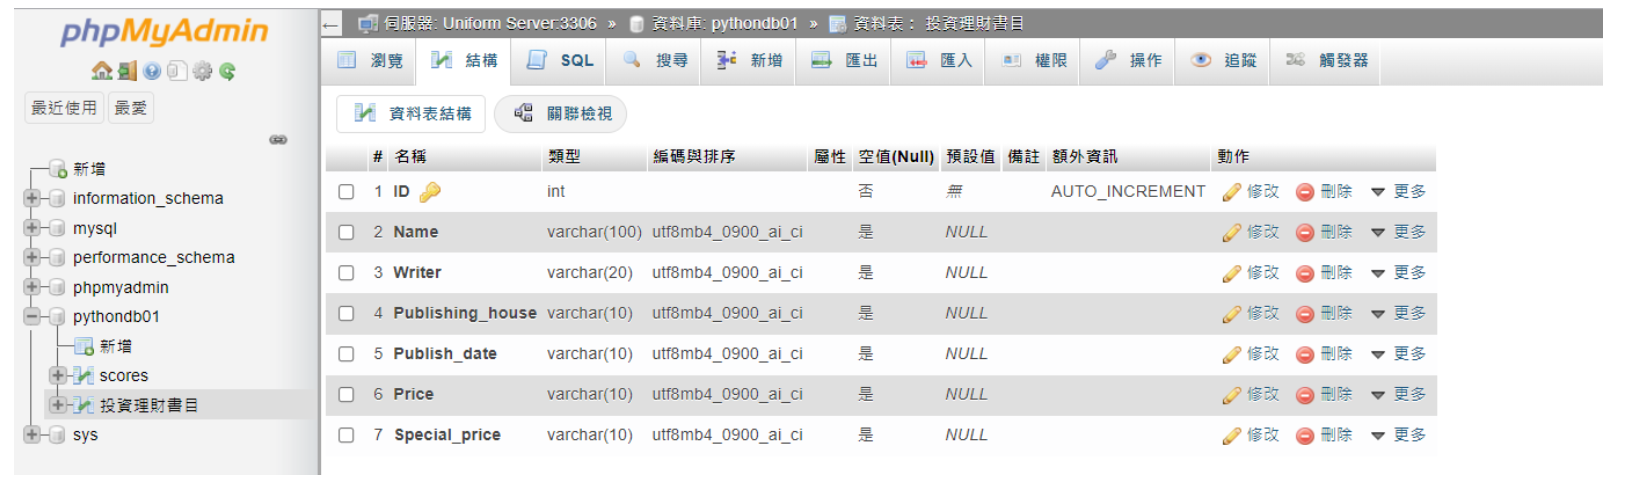 phpMyAdmin
最近使用 最愛
新增
information_schema
mysql
performance_schema
phpmyadmin
pythondb01
新增
scores
投資理財書目
sys
← 伺服器: Uniform Server:3306 » 資料庫: pythondb01 » 資料表: 投資理財書目
瀏覽 結構 SQL 搜尋 新增 匯出 匯入 權限 操作 追蹤 觸發器
資料表結構 關聯檢視
# 名稱 類型 編碼與排序 屬性 空值(Null) 預設值 備註 額外資訊 動作
1 ID int 否 無 AUTO_INCREMENT 修改 刪除 更多
2 Name varchar(100) utf8mb4_0900_ai_ci 是 NULL 修改 刪除 更多
3 Writer varchar(20) utf8mb4_0900_ai_ci 是 NULL 修改 刪除 更多
4 Publishing_house varchar(10) utf8mb4_0900_ai_ci 是 NULL 修改 刪除 更多
5 Publish_date varchar(10) utf8mb4_0900_ai_ci 是 NULL 修改 刪除 更多
6 Price varchar(10) utf8mb4_0900_ai_ci 是 NULL 修改 刪除 更多
7 Special_price varchar(10) utf8mb4_0900_ai_ci 是 NULL 修改 刪除 更多